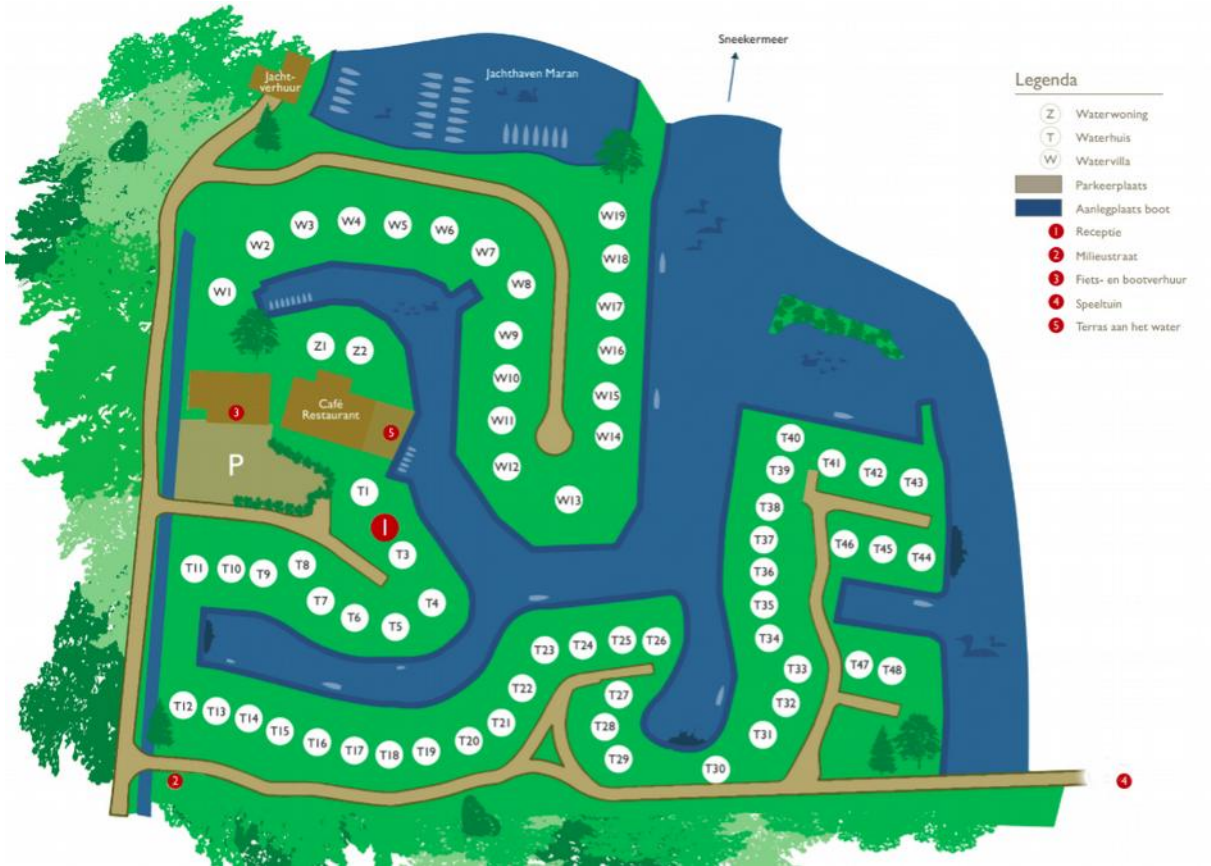 Sneekermeer
Jacht-
verhuur
Jachthaven Maran
Legenda
Z Waterwoning
T Waterhuis
W Watervilla
Parkeerplaats
Aanlegplaats boot
1 Receptie
2 Milieustraat
3 Fiets- en bootverhuur
4 Speeltuin
5 Terras aan het water
W1
W2
W3
W4
W5
W6
W7
W8
W9
W10
W11
W12
W13
W14
W15
W16
W17
W18
W19
Z1
Z2
3
Café
Restaurant
5
P
T1
1
T3
T4
T5
T6
T7
T8
T9
T10
T11
T12
T13
T14
T15
T16
T17
T18
T19
T20
T21
T22
T23
T24
T25
T26
T27
T28
T29
T30
T31
T32
T33
T34
T35
T36
T37
T38
T39
T40
T41
T42
T43
T44
T45
T46
T47
T48
2
4